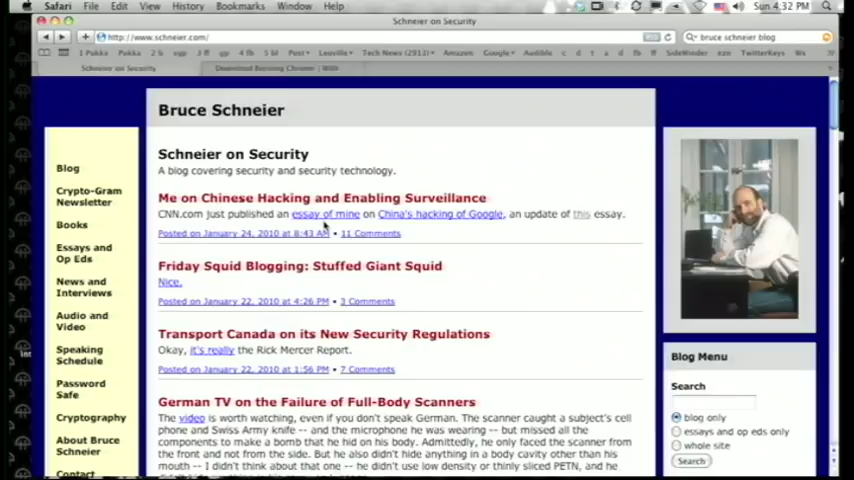 Safari File Edit View History Bookmarks Window Help
Sun 4:32 PM
Schneier on Security
http://www.schneier.com/
bruce schneier blog
1 Pukka Pukka 2 Post Leoville Tech News (2913) Amazon Google Audible c d t a fb SideWinder evp TwitterKeys
Schneier on Security
Download Burning Chrome
Bruce Schneier
Blog
Crypto-Gram
Newsletter
Books
Essays and
Op Eds
News and
Interviews
Audio and
Video
Speaking
Schedule
Password
Safe
Cryptography
About Bruce
Schneier
Contact
Schneier on Security
A blog covering security and security technology.
Me on Chinese Hacking and Enabling Surveillance
CNN.com just published an essay of mine on China's hacking of Google, an update of this essay.
Posted on January 24, 2010 at 8:43 AM • 11 Comments
Friday Squid Blogging: Stuffed Giant Squid
Nice.
Posted on January 22, 2010 at 4:26 PM • 3 Comments
Transport Canada on its New Security Regulations
Okay, it's really the Rick Mercer Report.
Posted on January 22, 2010 at 1:56 PM • 7 Comments
German TV on the Failure of Full-Body Scanners
The video is worth watching, even if you don't speak German. The scanner caught a subject's cell
phone and Swiss Army knife -- and the microphone he was wearing -- but missed all the
components to make a bomb that he hid on his body. Admittedly, he only faced the scanner from
the front and not from the side. But he also didn't hide anything in a body cavity other than his
mouth -- I didn't think about that one -- he didn't use low density or thinly sliced PETN, and he
Blog Menu
Search
blog only
essays and op eds only
whole site
Search